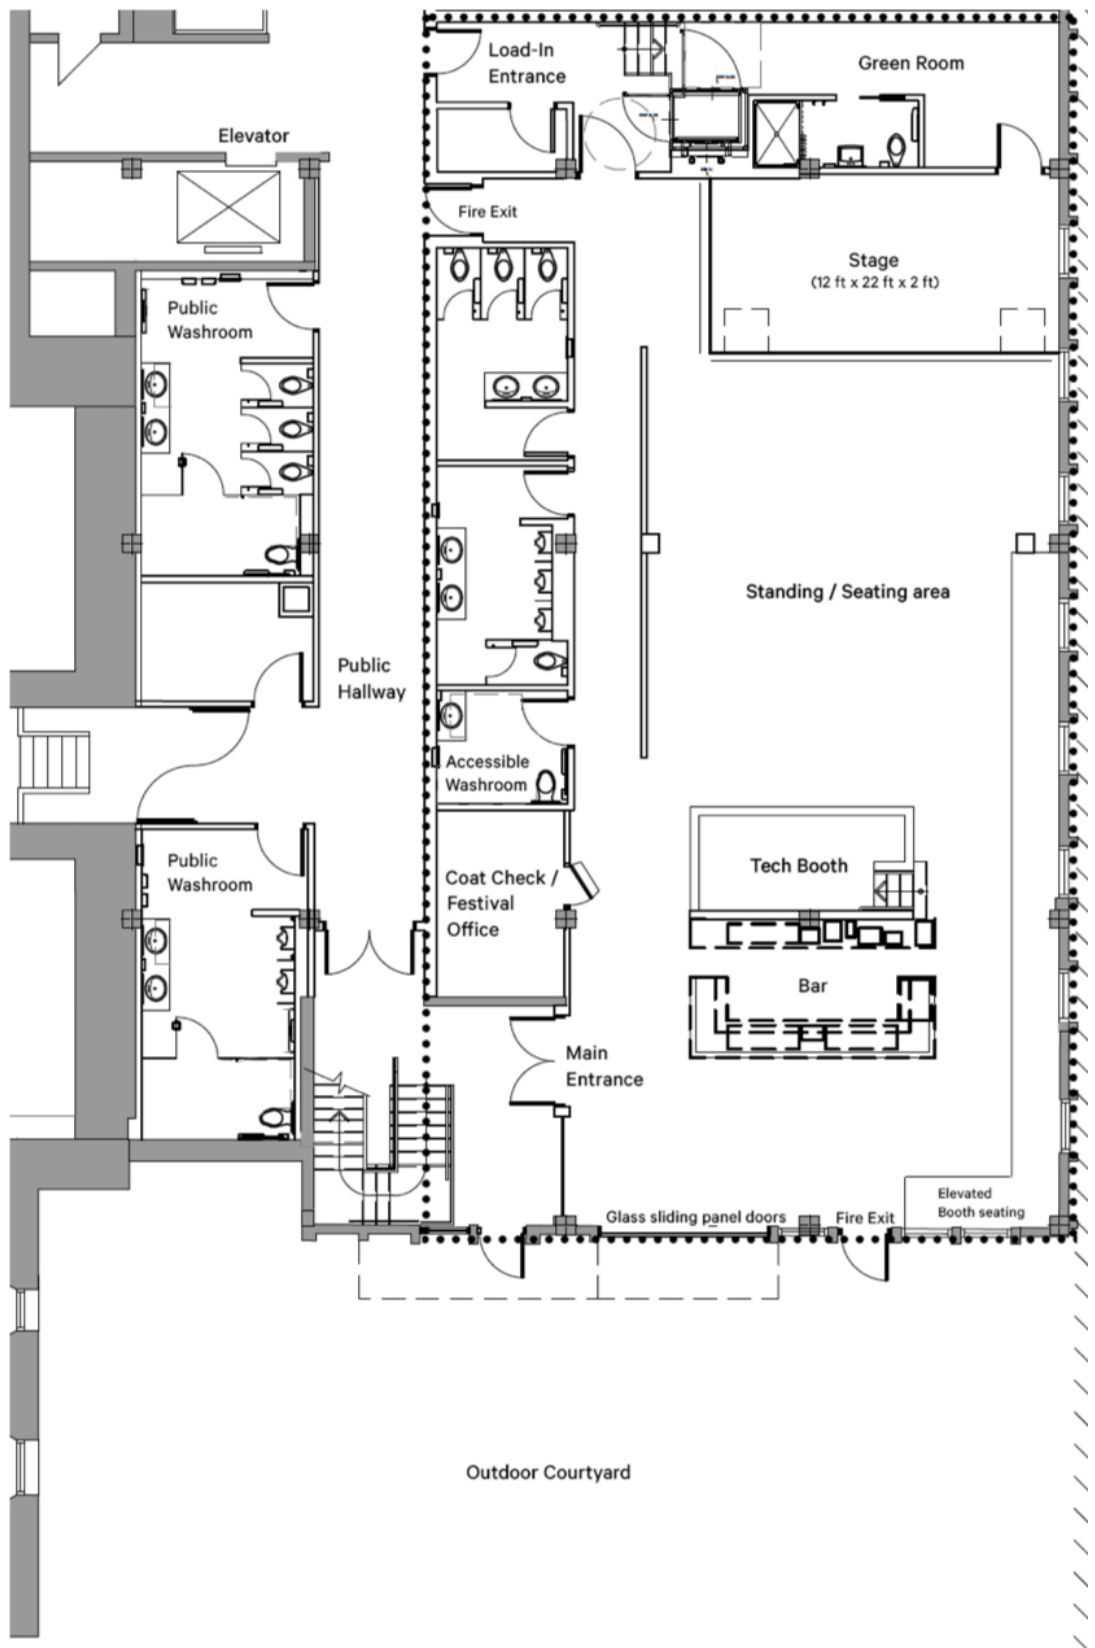 Load-In
Entrance
Green Room
Elevator
Fire Exit
Stage
(12 ft x 22 ft x 2 ft)
Public
Washroom
Standing / Seating area
Public
Hallway
Accessible
Washroom
Public
Washroom
Coat Check /
Festival
Office
Tech Booth
Bar
Main
Entrance
Elevated
Booth seating
Glass sliding panel doors
Fire Exit
Outdoor Courtyard